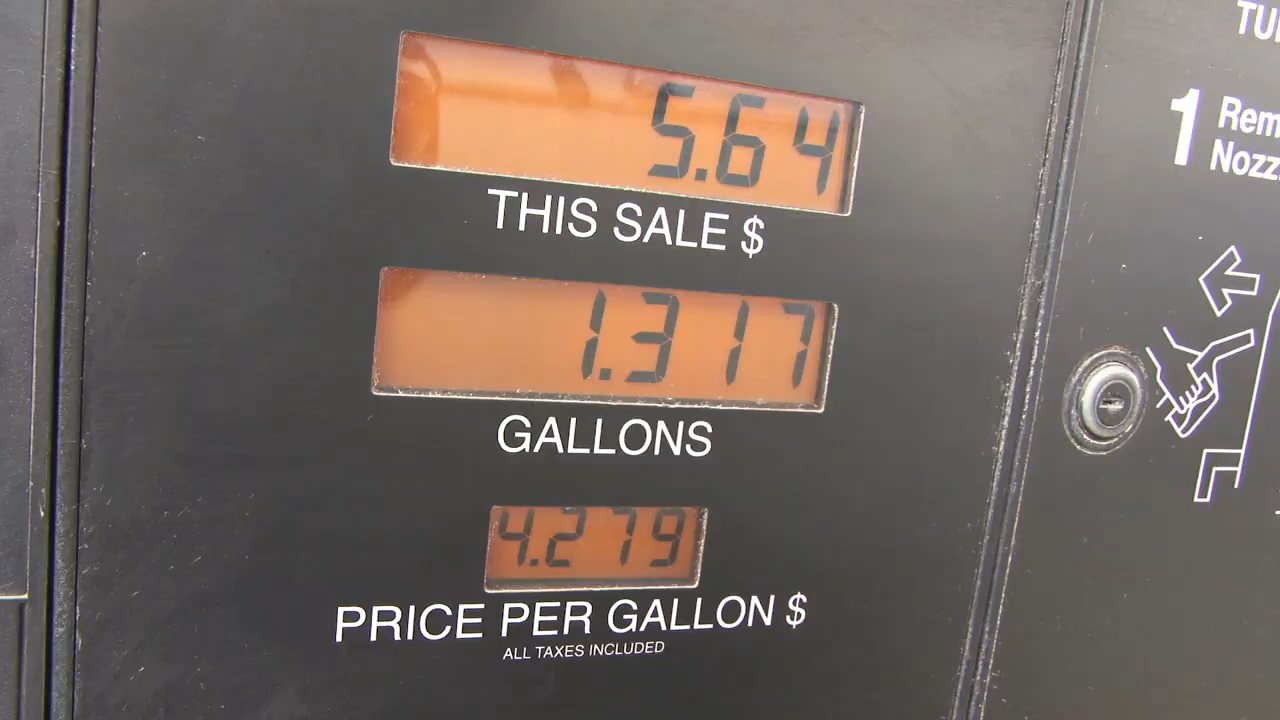 5.64
THIS SALE $
1.317
GALLONS
4.279
PRICE PER GALLON $
ALL TAXES INCLUDED
1